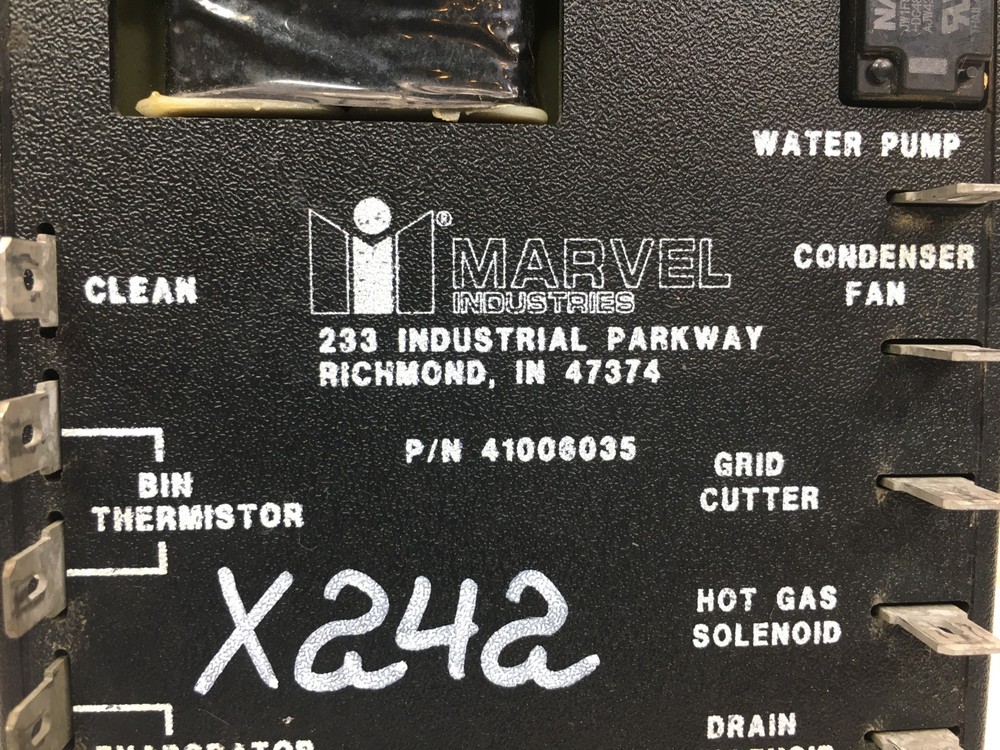 WATER PUMP
CONDENSER
FAN
CLEAN
® MARVEL
INDUSTRIES
233 INDUSTRIAL PARKWAY
RICHMOND, IN 47374
P/N 41006035
GRID
CUTTER
BIN
THERMISTOR
X242
HOT GAS
SOLENOID
DRAIN
EVAPORATOR